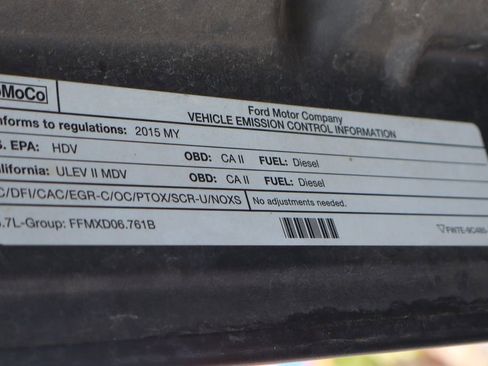 MoCo
Ford Motor Company
VEHICLE EMISSION CONTROL INFORMATION
nforms to regulations: 2015 MY
S. EPA: HDV OBD: CA II FUEL: Diesel
alifornia: ULEV II MDV OBD: CA II FUEL: Diesel
C/DFI/CAC/EGR-C/OC/PTOX/SCR-U/NOXS No adjustments needed.
.7L-Group: FFMXD06.761B